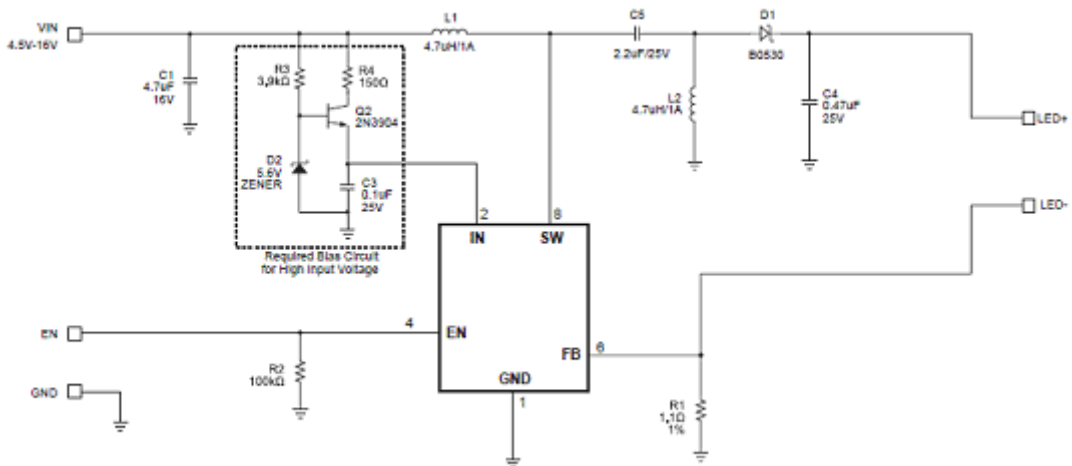 VIN
4.5V-16V
C1
4.7uF
16V
R3
3,9kΩ
R4
150Ω
Q2
2N3904
D2
5.6V
ZENER
C3
0.1uF
25V
Required Bias Circuit
for High Input Voltage
L1
4.7uH/1A
C5
2.2uF/25V
D1
B0530
L2
4.7uH/1A
C4
0.47uF
25V
LED+
LED-
2
8
IN
SW
EN
4
EN
R2
100kΩ
GND
FB
6
GND
1
R1
1,1Ω
1%